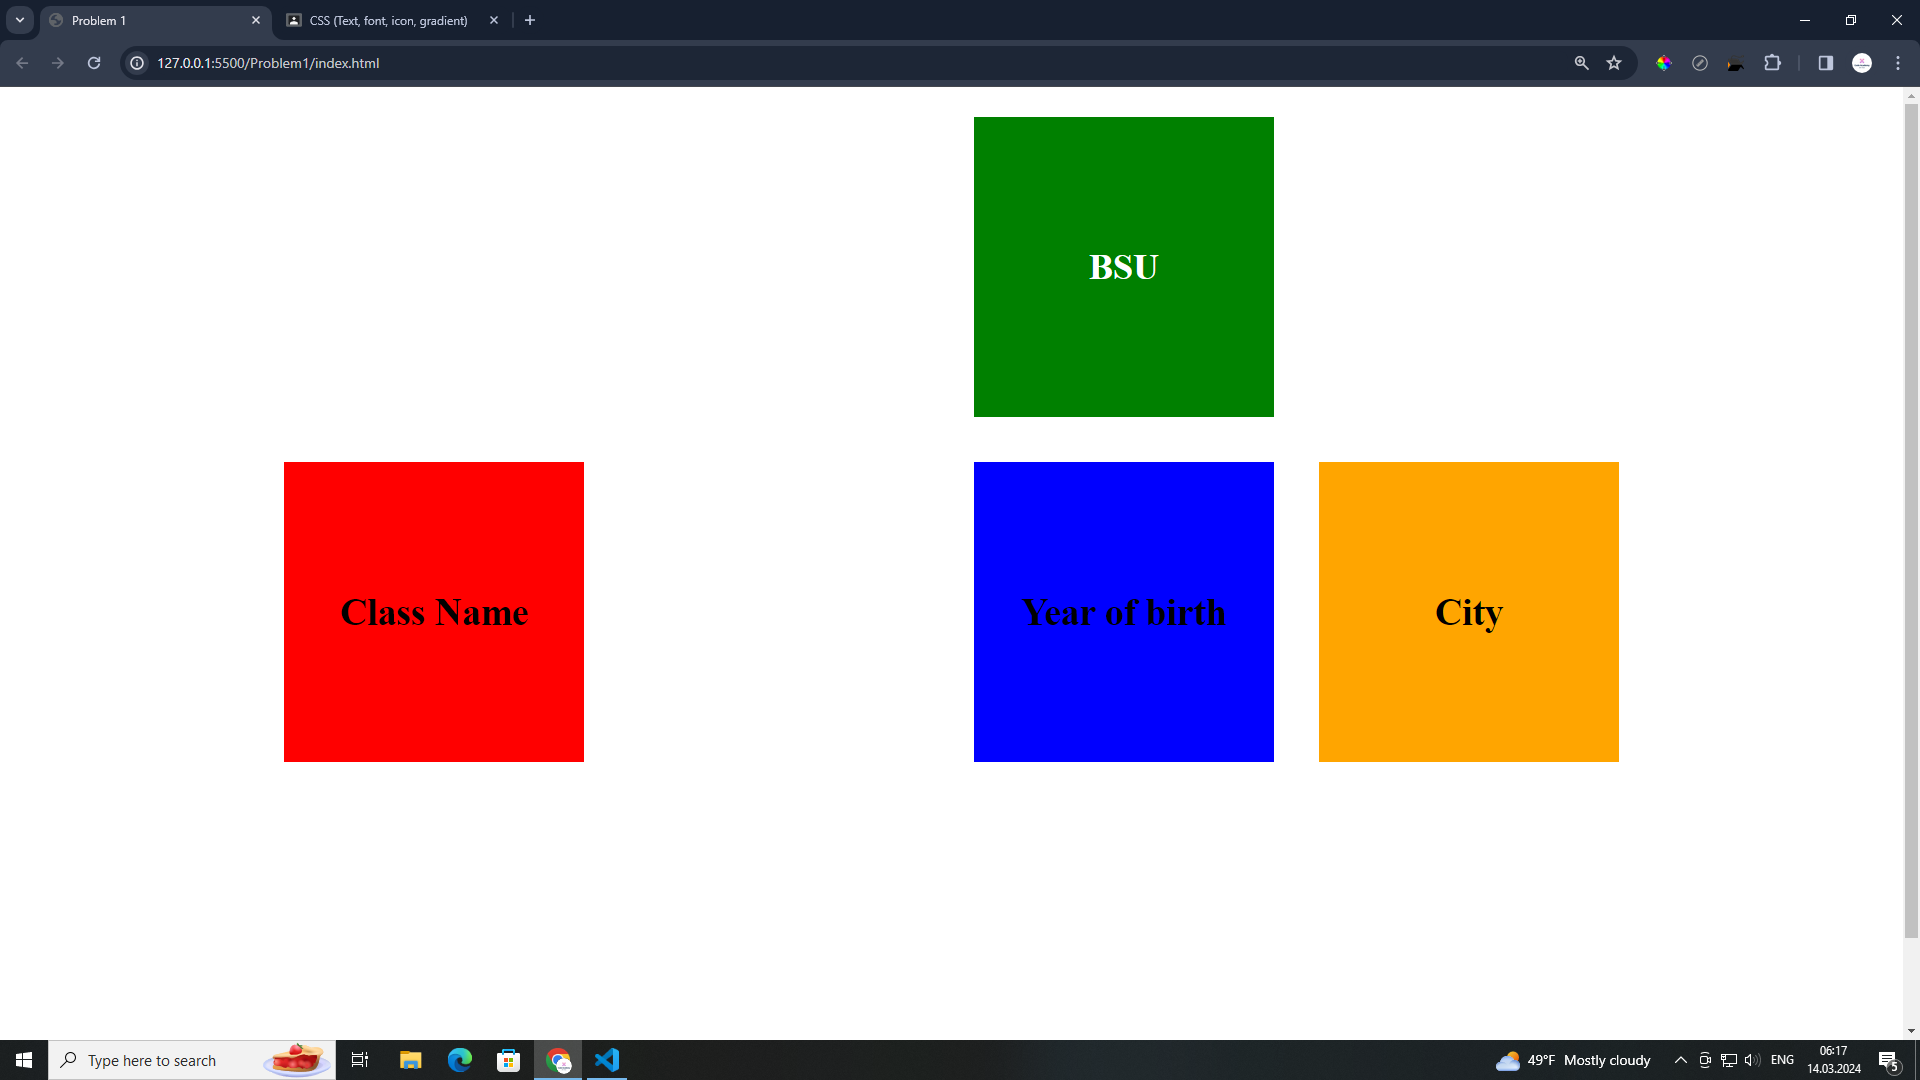 Problem 1
CSS (Text, font, icon, gradient)
127.0.0.1:5500/Problem1/index.html
BSU
Class Name
Year of birth
City
Type here to search
49°F Mostly cloudy
ENG
06:17
14.03.2024
5